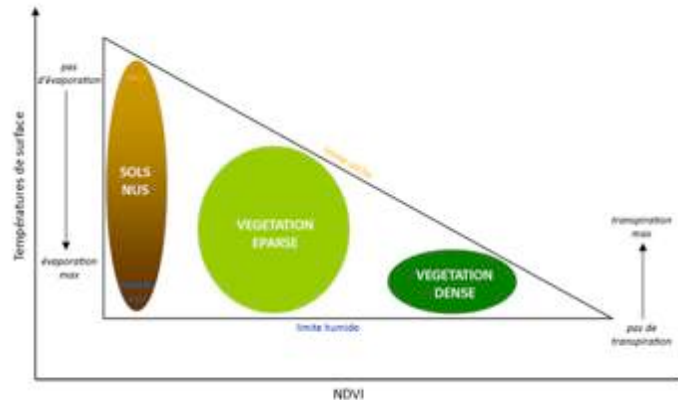 pas
d'évaporation
Températures de surface
SOLS
NUS
VEGETATION
EPARSE
VEGETATION
DENSE
évaporation
max
limite humide
transpiration
max
pas de
transpiration
NDVI